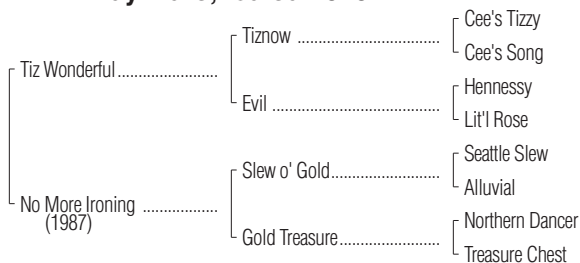 Tiznow
Cee's Tizzy
Cee's Song
Tiz Wonderful
Evil
Hennessy
Lit'l Rose
Slew o' Gold
Seattle Slew
Alluvial
No More Ironing
(1987)
Gold Treasure
Northern Dancer
Treasure Chest